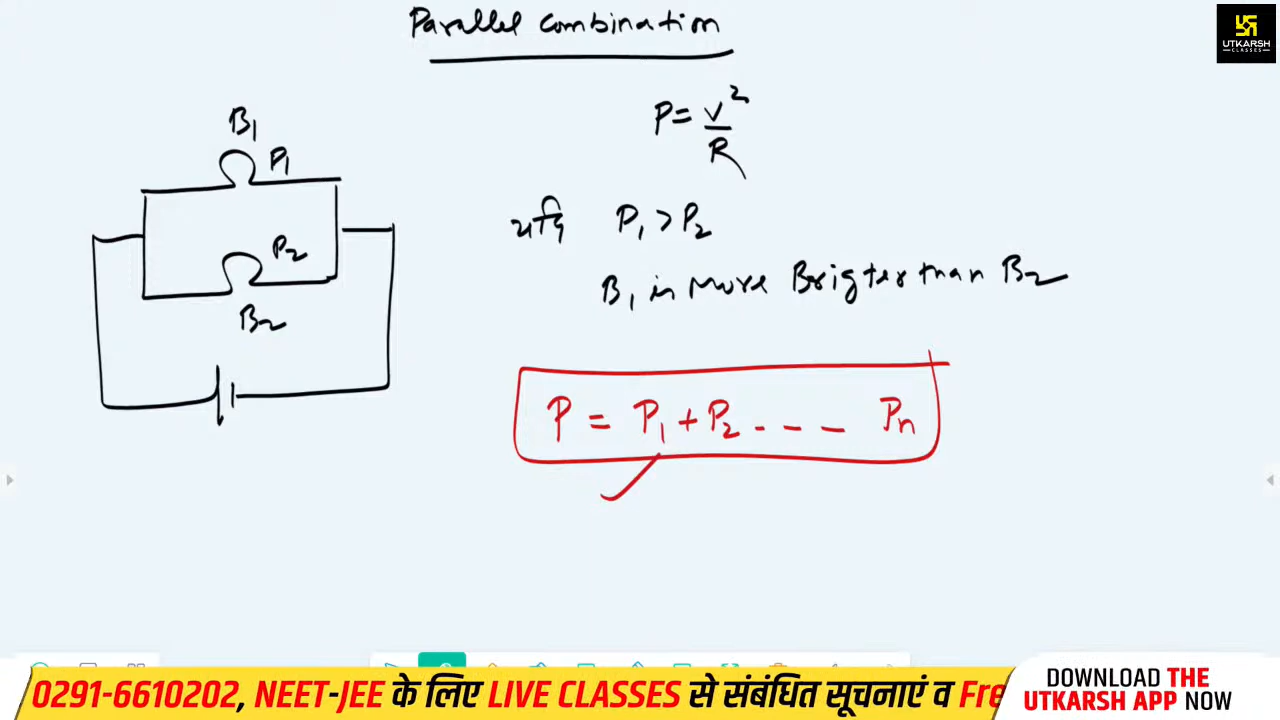 Parallel combination
UTKARSH
CLASSES
B1
P1
P2
B2
P = V²/R
यदि P1 > P2
B1 is More Brigter than B2
P = P1 + P2 - - - - Pn
0291-6610202, NEET-JEE के लिए LIVE CLASSES से संबंधित सूचनाएं व Fre
DOWNLOAD THE
UTKARSH APP NOW